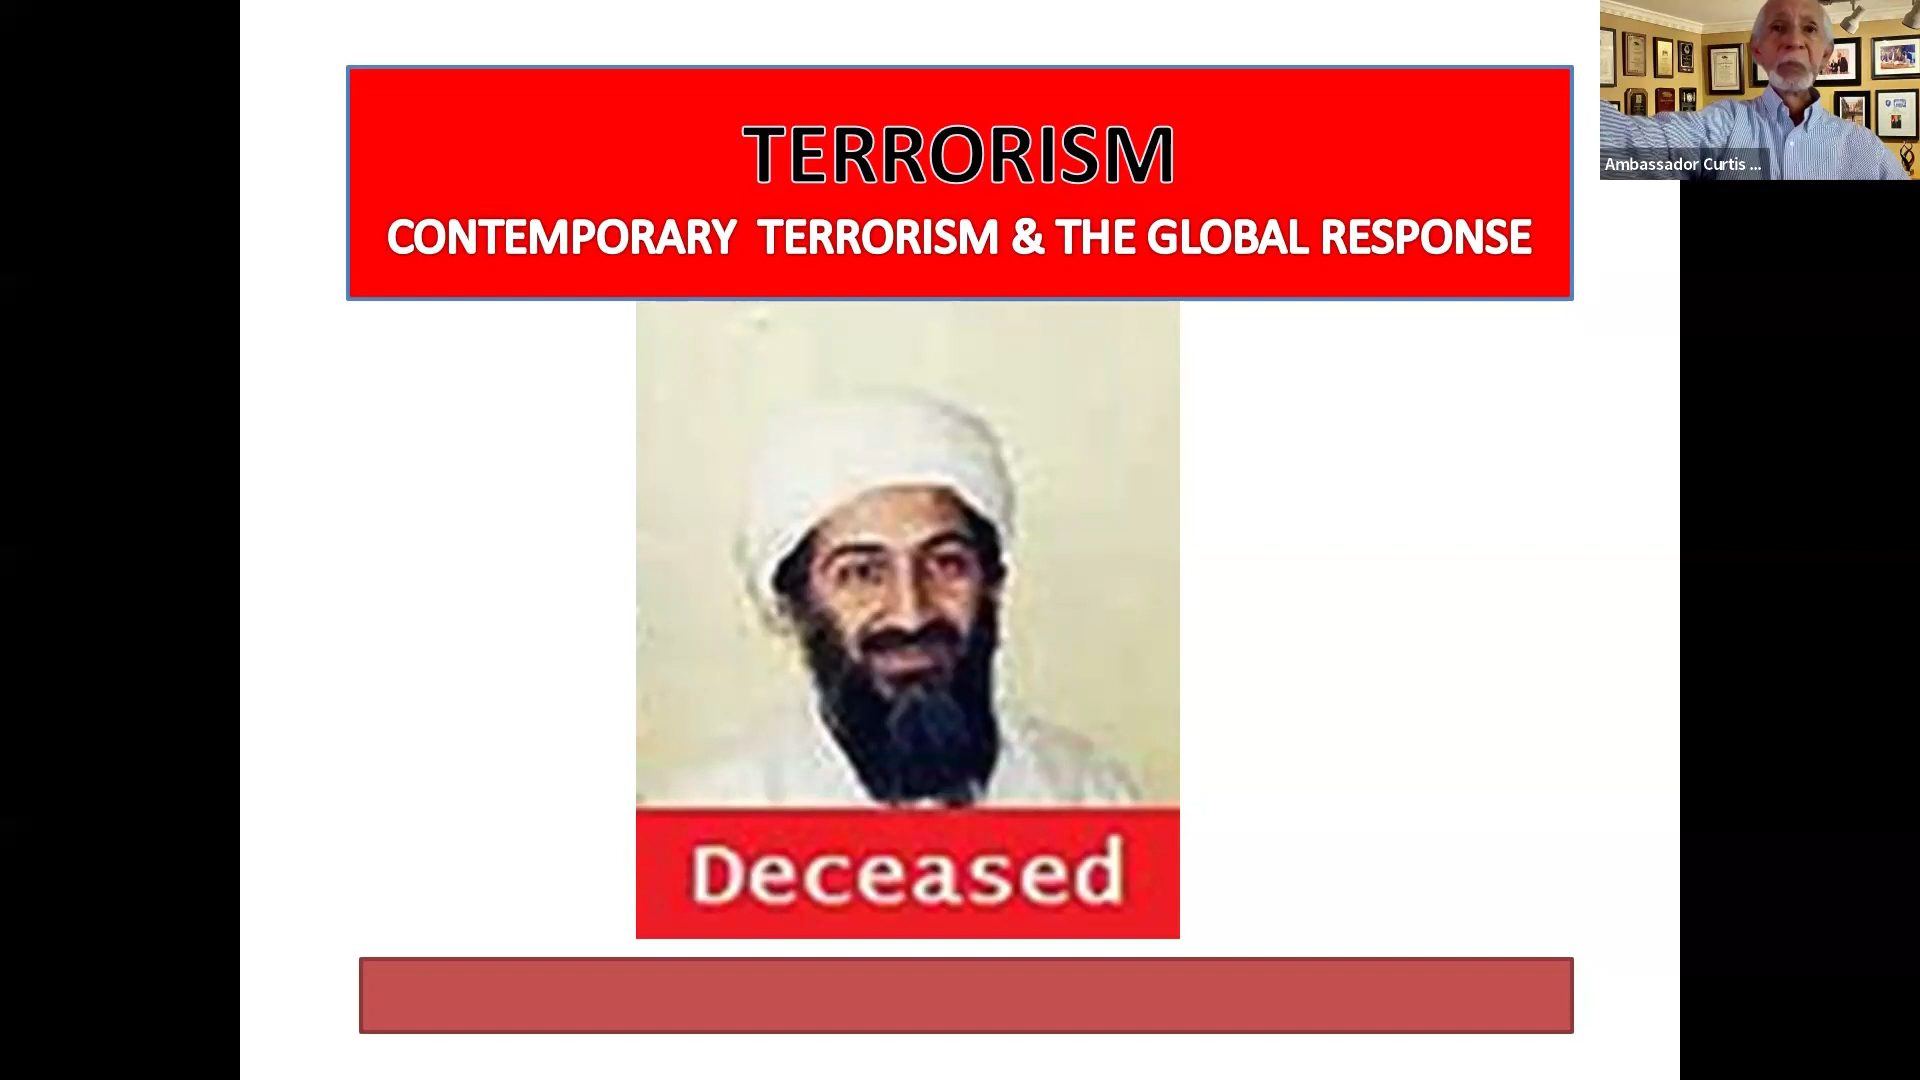 TERRORISM
CONTEMPORARY TERRORISM & THE GLOBAL RESPONSE
Ambassador Curtis ...
Deceased